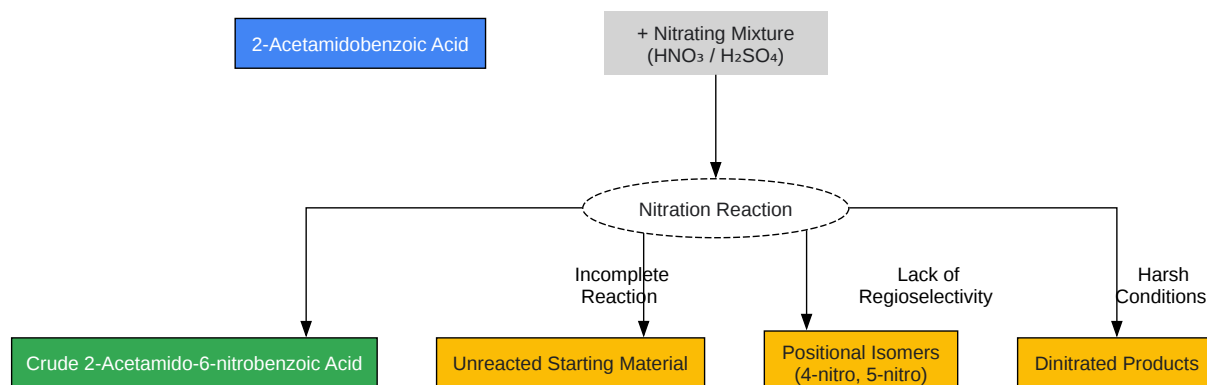 2-Acetamidobenzoic Acid
+ Nitrating Mixture
(HNO₃ / H₂SO₄)
Nitration Reaction
Incomplete
Reaction
Lack of
Regioselectivity
Harsh
Conditions
Crude 2-Acetamido-6-nitrobenzoic Acid
Unreacted Starting Material
Positional Isomers
(4-nitro, 5-nitro)
Dinitrated Products